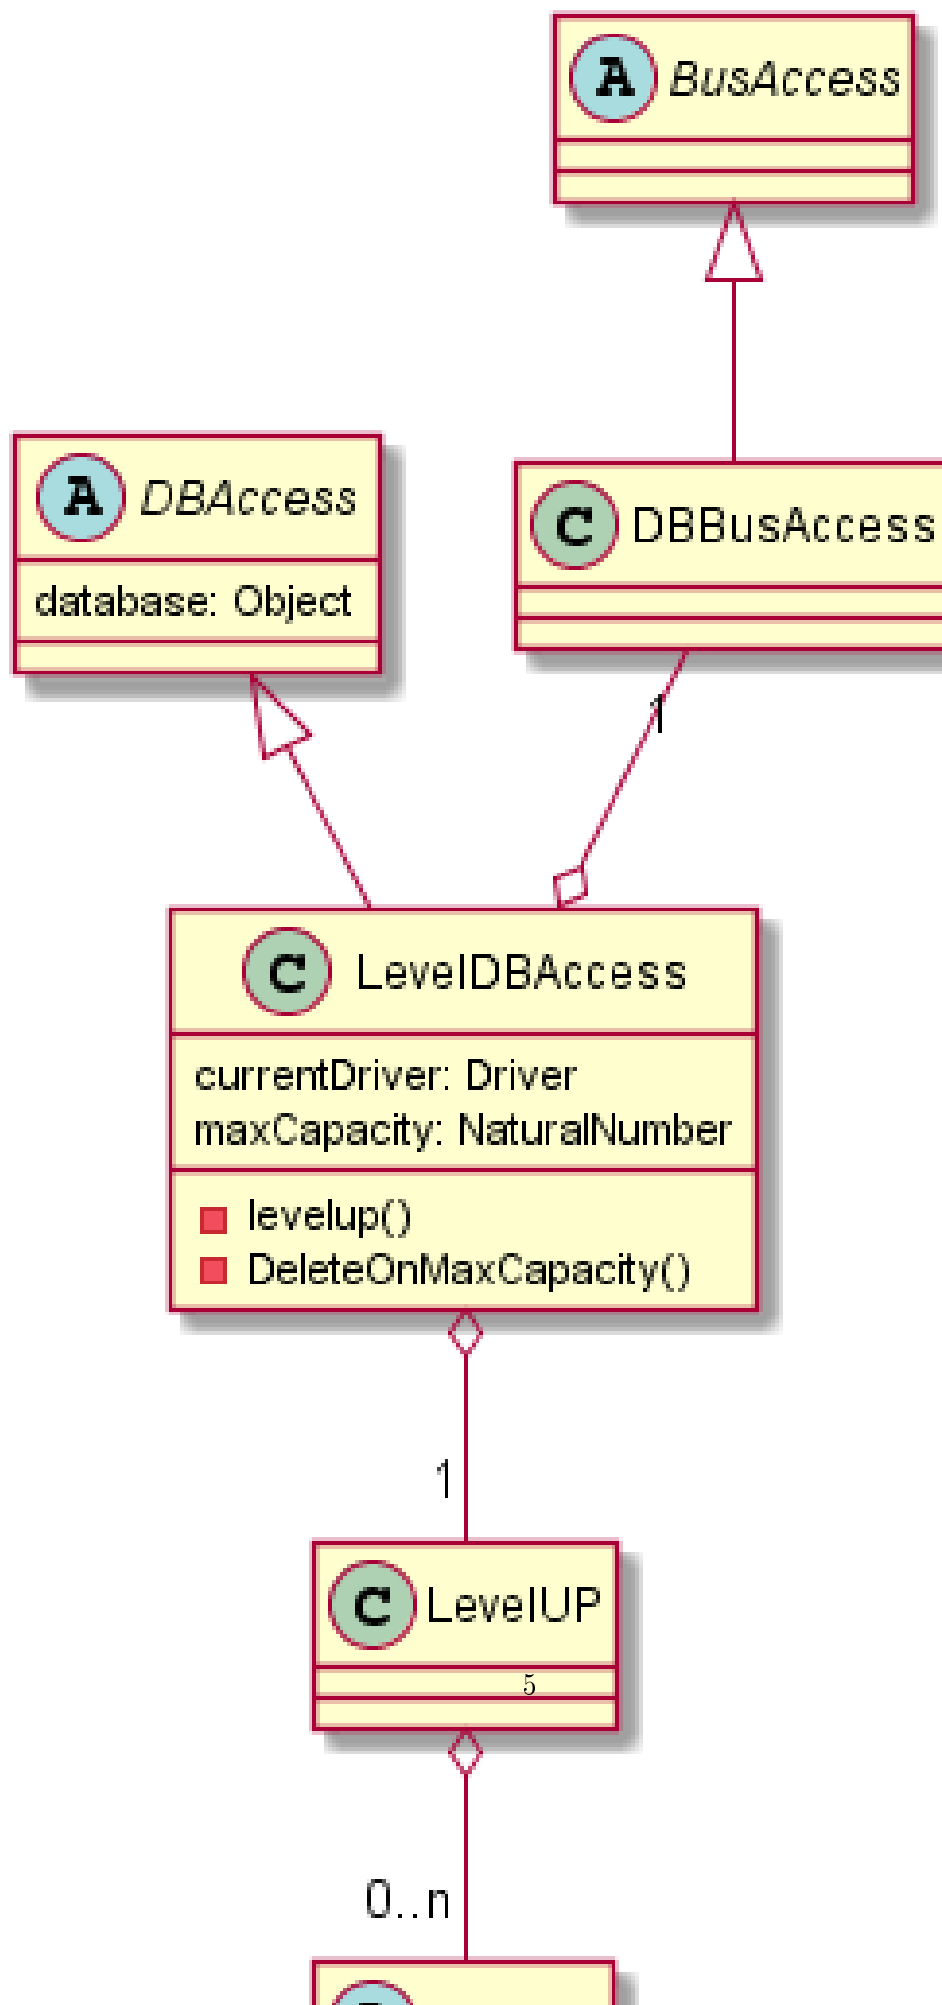 A BusAccess
A DBAccess
database: Object
C DBBusAccess
1
C LevelDBAccess
currentDriver: Driver
maxCapacity: NaturalNumber
levelup()
DeleteOnMaxCapacity()
1
C LevelUP
5
0..n